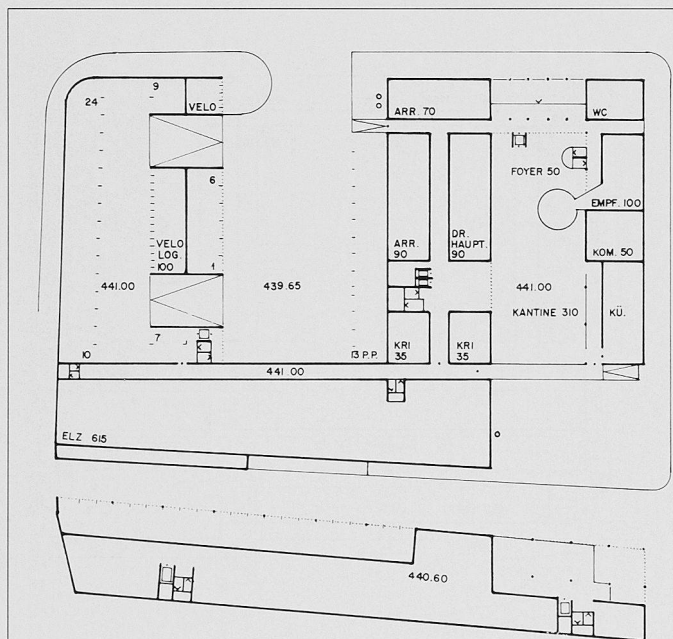 24
9
VELO
ARR. 70
WC
FOYER 50
6
EMPF. 100
VELO
LOG.
100
1
ARR.
90
DR.
HAUPT.
90
KOM. 50
441.00
439.65
441.00
KANTINE 310
KÜ.
10
7
13 P.P.
KRI
35
KRI
35
441.00
ELZ 615
440.60